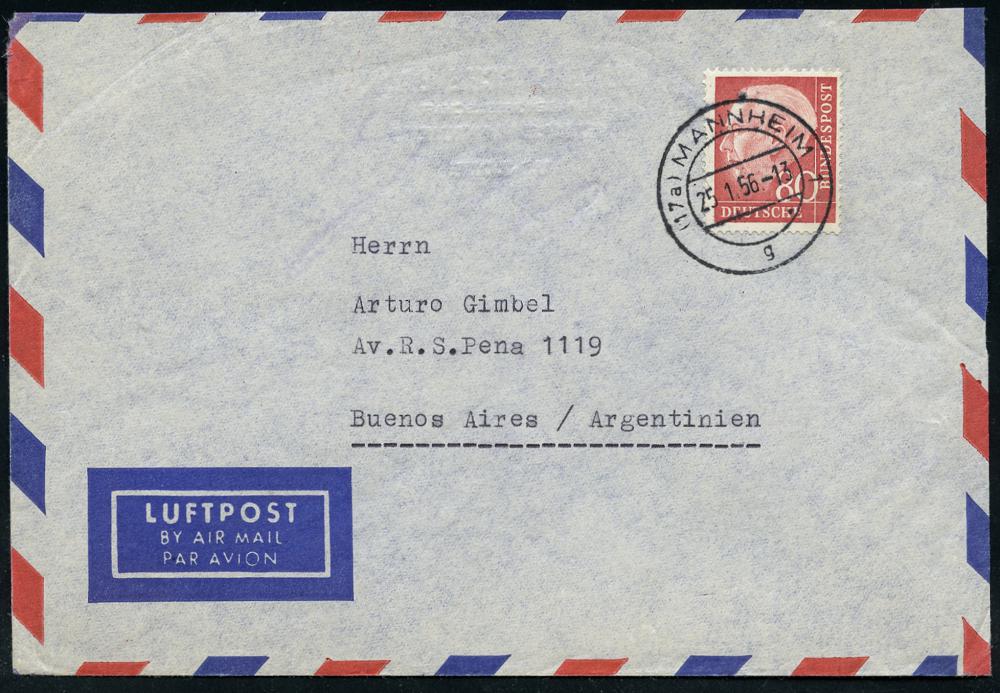 (17a) MANNHEIM 1
25.1.56.-13
g
80
DEUTSCHE
BUNDESPOST
Herrn
Arturo Gimbel
Av.R.S.Pena 1119
Buenos Aires / Argentinien
LUFTPOST
BY AIR MAIL
PAR AVION